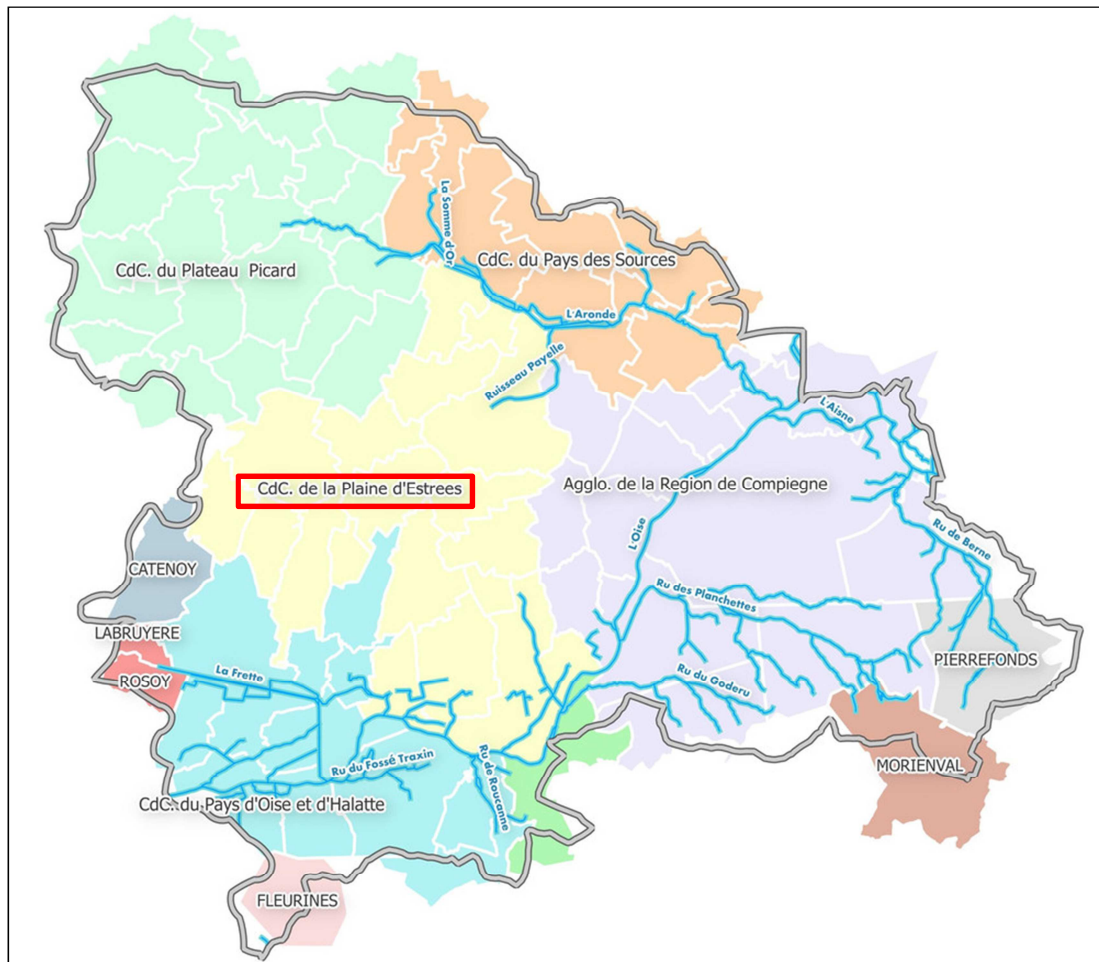 La Somme d'Or
CdC. du Plateau Picard
CdC. du Pays des Sources
L'Aronde
Ruisseau Payelle
L'Aisne
CdC. de la Plaine d'Estrees
Agglo. de la Region de Compiegne
L'Oise
Ru de Berne
CATENOY
Ru des Planchettes
LABRUYERE
PIERREFONDS
ROSOY
La Frette
Ru du Goderu
MORIENVAL
Ru du Fossé Traxin
Ru de Roucanne
CdC. du Pays d'Oise et d'Halatte
FLEURINES